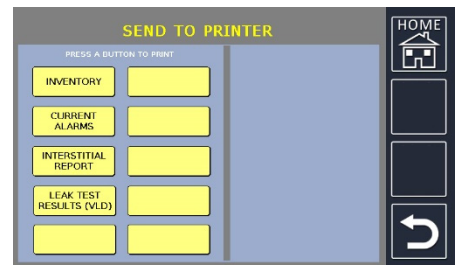 SEND TO PRINTER
HOME
PRESS A BUTTON TO PRINT
INVENTORY
CURRENT
ALARMS
INTERSTITIAL
REPORT
LEAK TEST
RESULTS (VLD)